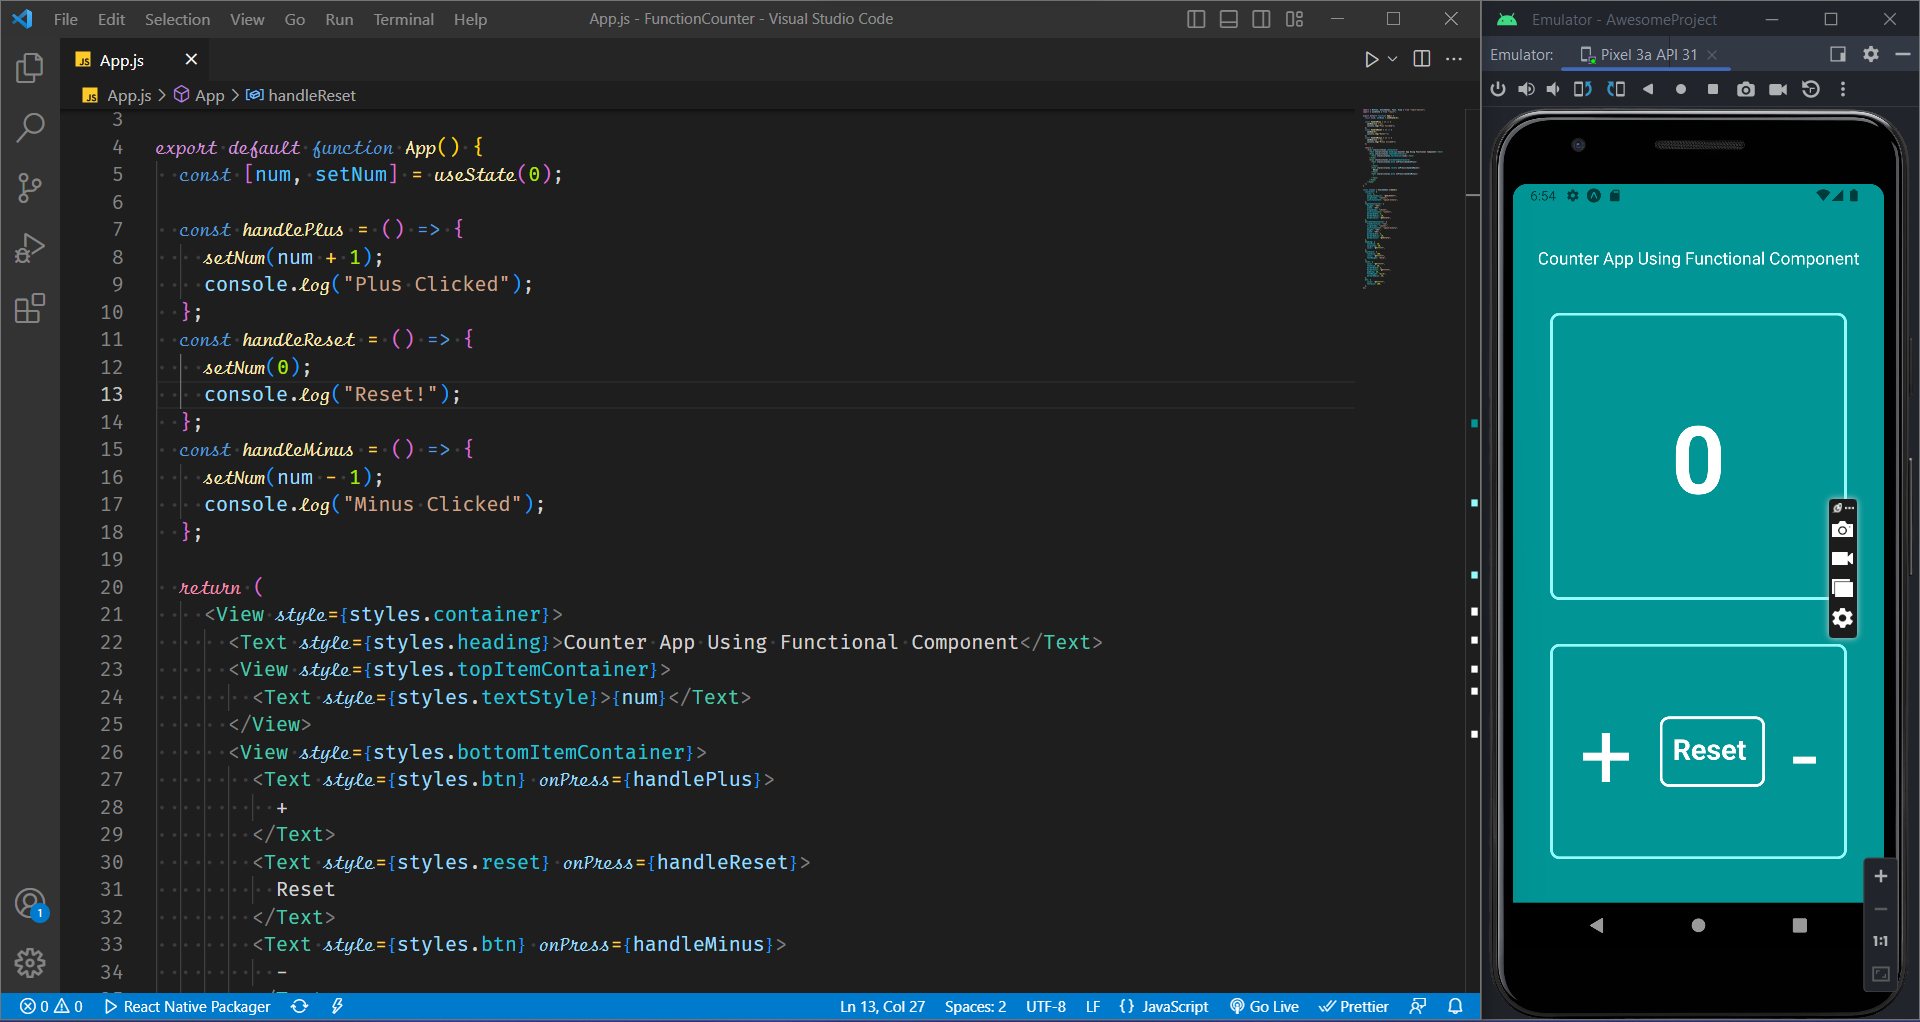 File Edit Selection View Go Run Terminal Help
App.js - FunctionCounter - Visual Studio Code
JS App.js
JS App.js > App > handleReset
3
4 export default function App() {
5 const [num, setNum] = useState(0);
6
7 const handlePlus = () => {
8 setNum(num + 1);
9 console.log("Plus Clicked");
10 };
11 const handleReset = () => {
12 setNum(0);
13 console.log("Reset!");
14 };
15 const handleMinus = () => {
16 setNum(num - 1);
17 console.log("Minus Clicked");
18 };
19
20 return (
21 <View style={styles.container}>
22 <Text style={styles.heading}>Counter App Using Functional Component</Text>
23 <View style={styles.topItemContainer}>
24 <Text style={styles.textStyle}>{num}</Text>
25 </View>
26 <View style={styles.bottomItemContainer}>
27 <Text style={styles.btn} onPress={handlePlus}>
28 +
29 </Text>
30 <Text style={styles.reset} onPress={handleReset}>
31 Reset
32 </Text>
33 <Text style={styles.btn} onPress={handleMinus}>
34 -
1
0 0 React Native Packager
Ln 13, Col 27 Spaces: 2 UTF-8 LF {} JavaScript Go Live Prettier
Emulator - AwesomeProject
Emulator: Pixel 3a API 31
6:54
Counter App Using Functional Component
0
+ Reset -
+
-
1:1